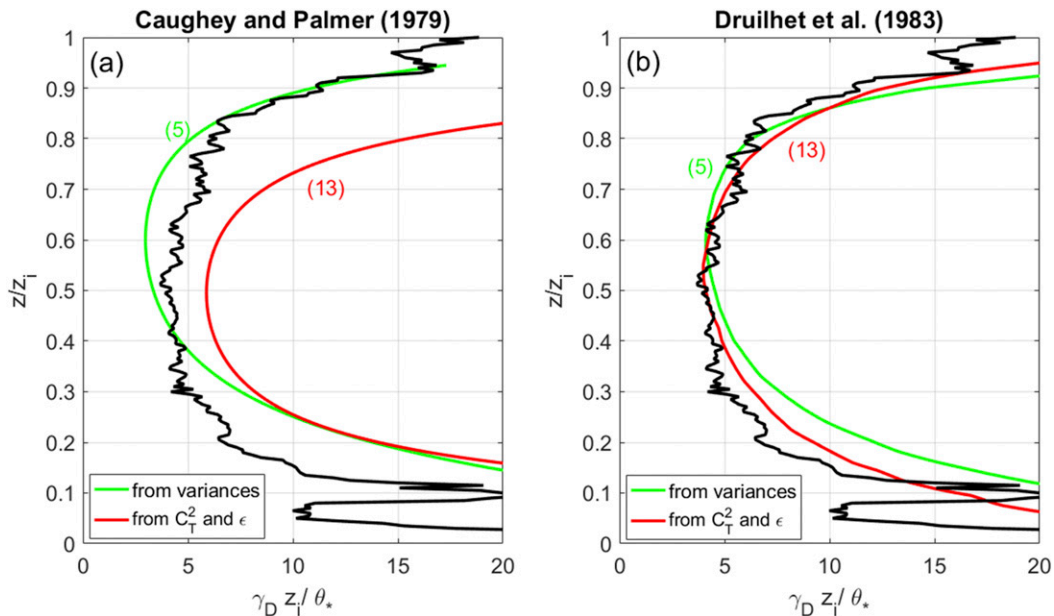 Caughey and Palmer (1979)
(a)
1
0.9
0.8
0.7
0.6
0.5
0.4
0.3
0.2
0.1
0
z/z_i
(5)
(13)
from variances
from C_T^2 and ϵ
0 5 10 15 20
γ_D z_i/ θ_*
Druilhet et al. (1983)
(b)
1
0.9
0.8
0.7
0.6
0.5
0.4
0.3
0.2
0.1
0
z/z_i
(13)
(5)
from variances
from C_T^2 and ϵ
0 5 10 15 20
γ_D z_i/ θ_*